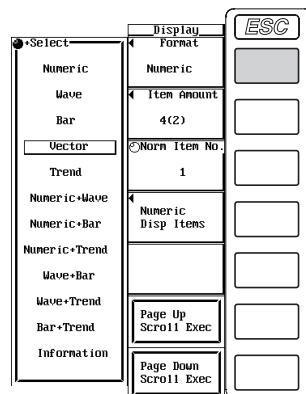 ESC
Display
+Select
Numeric
Wave
Bar
Vector
Trend
Numeric+Wave
Numeric+Bar
Numeric+Trend
Wave+Bar
Wave+Trend
Bar+Trend
Information
Format
Numeric
Item Amount
4(2)
Norm Item No.
1
Numeric
Disp Items
Page Up
Scroll Exec
Page Down
Scroll Exec